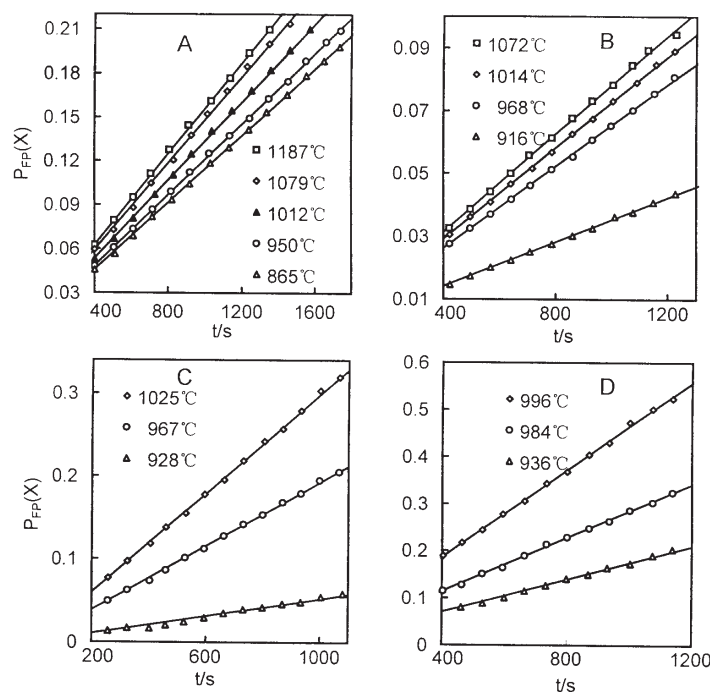 A
P_FP(X)
0.21
0.18
0.15
0.12
0.09
0.06
0.03
1187℃
1079℃
1012℃
950℃
865℃
400 800 1200 1600
t/s
B
0.09
0.07
0.05
0.03
0.01
1072℃
1014℃
968℃
916℃
400 800 1200
t/s
C
P_FP(X)
0.3
0.2
0.1
0
1025℃
967℃
928℃
200 600 1000
t/s
D
0.6
0.5
0.4
0.3
0.2
0.1
0
996℃
984℃
936℃
400 800 1200
t/s